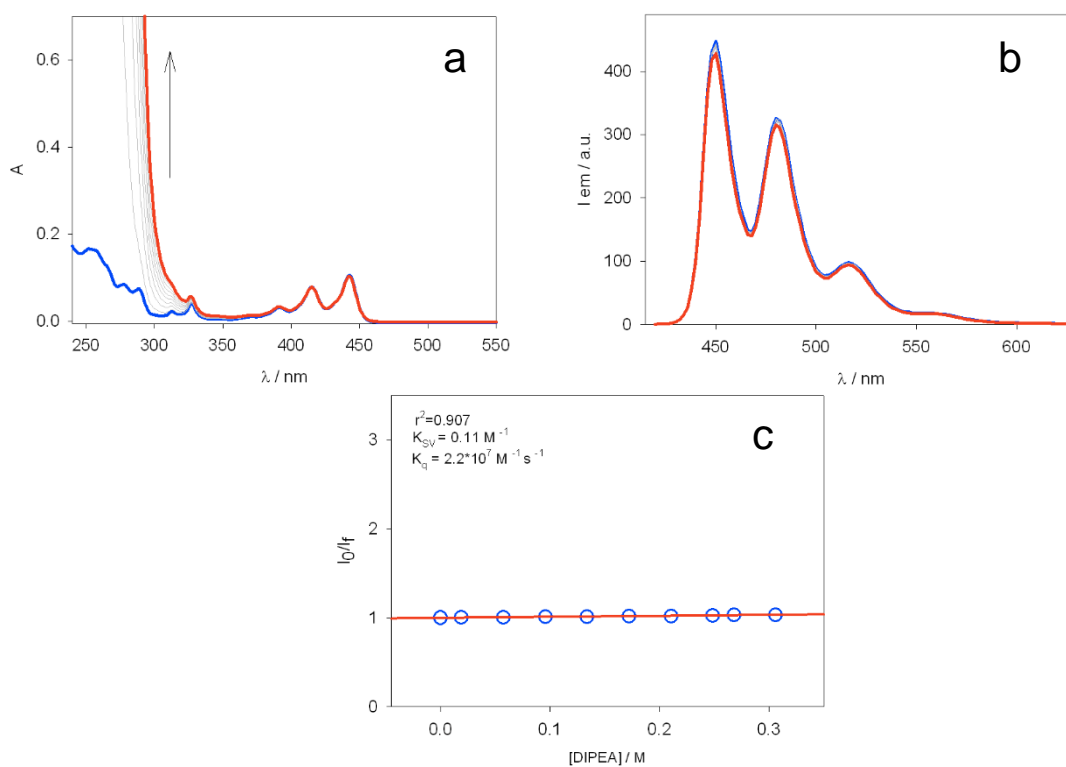 a
0.6
0.4
0.2
0.0
A
250 300 350 400 450 500 550
λ / nm
b
400
300
200
100
0
I em / a.u.
450 500 550 600
λ / nm
c
r²=0.907
K_SV = 0.11 M⁻¹
K_q = 2.2*10⁷ M⁻¹ s⁻¹
3
2
1
0
I₀/I_f
0.0 0.1 0.2 0.3
[DIPEA] / M